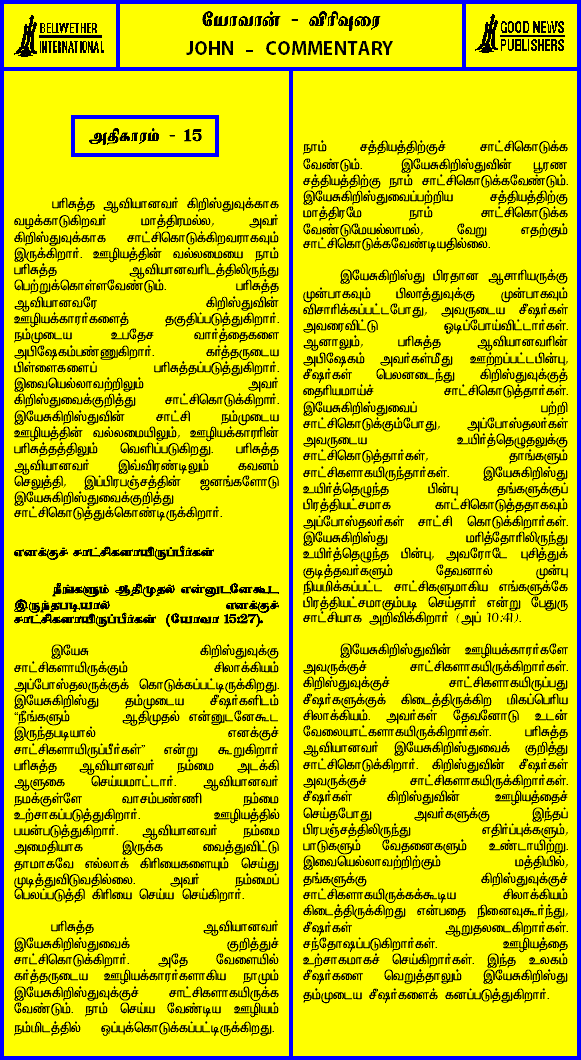 BELWETHER
INTERNATIONAL
யோவான் - விரிவுரை
JOHN - COMMENTARY
GOOD NEWS
PUBLISHERS
அதிகாரம் - 15
பரிசுத்த ஆவியானவர் கிறிஸ்துவுக்காக
வழக்காடுகிறவர் மாத்திரமல்ல, அவர்
கிறிஸ்துவுக்காக சாட்சிகொடுக்கிறவராகவும்
இருக்கிறார். ஊழியத்தின் வல்லமையை நாம்
பரிசுத்த ஆவியானவரிடத்திலிருந்து
பெற்றுக்கொள்ளவேண்டும். பரிசுத்த
ஆவியானவரே கிறிஸ்துவின்
ஊழியக்காரர்களைத் தகுதிப்படுத்துகிறார்.
நம்முடைய உபதேச வார்த்தைகளை
அபிஷேகம்பண்ணுகிறார். கர்த்தருடைய
பிள்ளைகளைப் பரிசுத்தப்படுத்துகிறார்.
இவையெல்லாவற்றிலும் அவர்
கிறிஸ்துவைக்குறித்து சாட்சிகொடுக்கிறார்.
இயேசுகிறிஸ்துவின் சாட்சி நம்முடைய
ஊழியத்தின் வல்லமையிலும், ஊழியக்காரரின்
பரிசுத்தத்திலும் வெளிப்படுகிறது. பரிசுத்த
ஆவியானவர் இவ்விரண்டிலும் கவனம்
செலுத்தி, இப்பிரபஞ்சத்தின் ஜனங்களோடு
இயேசுகிறிஸ்துவைக்குறித்து
சாட்சிகொடுத்துக்கொண்டிருக்கிறார்.
எனக்குச் சாட்சிகளாயிருப்பீர்கள்
நீங்களும் ஆதிமுதல் என்னுடனேகூட
இருந்தபடியால் எனக்குச்
சாட்சிகளாயிருப்பீர்கள் (யோவா 15:27).
இயேசு கிறிஸ்துவுக்கு
சாட்சிகளாயிருக்கும் சிலாக்கியம்
அப்போஸ்தலருக்குக் கொடுக்கப்பட்டிருக்கிறது.
இயேசுகிறிஸ்து தம்முடைய சீஷர்களிடம்
“நீங்களும் ஆதிமுதல் என்னுடனேகூட
இருந்தபடியால் எனக்குச்
சாட்சிகளாயிருப்பீர்கள்” என்று கூறுகிறார்
பரிசுத்த ஆவியானவர் நம்மை அடக்கி
ஆளுகை செய்யமாட்டார். ஆவியானவர்
நமக்குள்ளே வாசம்பண்ணி நம்மை
உற்சாகப்படுத்துகிறார். ஊழியத்தில்
பயன்படுத்துகிறார். ஆவியானவர் நம்மை
அமைதியாக இருக்க வைத்துவிட்டு
தாமாகவே எல்லாக் கிரியைகளையும் செய்து
முடித்துவிடுவதில்லை. அவர் நம்மைப்
பெலப்படுத்தி கிரியை செய்ய செய்கிறார்.
பரிசுத்த ஆவியானவர்
இயேசுகிறிஸ்துவைக் குறித்துச்
சாட்சிகொடுக்கிறார். அதே வேளையில்
கர்த்தருடைய ஊழியக்காரர்களாகிய நாமும்
இயேசுகிறிஸ்துவுக்குச் சாட்சிகளாயிருக்க
வேண்டும். நாம் செய்ய வேண்டிய ஊழியம்
நம்மிடத்தில் ஒப்புக்கொடுக்கப்பட்டிருக்கிறது.
நாம் சத்தியத்திற்குச் சாட்சிகொடுக்க
வேண்டும். இயேசுகிறிஸ்துவின் பூரண
சத்தியத்திற்கு நாம் சாட்சிகொடுக்கவேண்டும்.
இயேசுகிறிஸ்துவைப்பற்றிய சத்தியத்திற்கு
மாத்திரமே நாம் சாட்சிகொடுக்க
வேண்டுமேயல்லாமல், வேறு எதற்கும்
சாட்சிகொடுக்கவேண்டியதில்லை.
இயேசுகிறிஸ்து பிரதான ஆசாரியருக்கு
முன்பாகவும் பிலாத்துவுக்கு முன்பாகவும்
விசாரிக்கப்பட்டபோது, அவருடைய சீஷர்கள்
அவரைவிட்டு ஓடிப்போய்விட்டார்கள்.
ஆனாலும், பரிசுத்த ஆவியானவரின்
அபிஷேகம் அவர்கள்மீது ஊற்றப்பட்டபின்பு,
சீஷர்கள் பெலனடைந்து கிறிஸ்துவுக்குத்
தைரியமாய்ச் சாட்சிகொடுத்தார்கள்.
இயேசுகிறிஸ்துவைப் பற்றி
சாட்சிகொடுக்கும்போது, அப்போஸ்தலர்கள்
அவருடைய உயிர்த்தெழுதலுக்கு
சாட்சிகொடுத்தார்கள், தாங்களும்
சாட்சிகளாகயிருந்தார்கள். இயேசுகிறிஸ்து
உயிர்த்தெழுந்த பின்பு தங்களுக்குப்
பிரத்தியட்சமாக காட்சிகொடுத்ததாகவும்
அப்போஸ்தலர்கள் சாட்சி கொடுக்கிறார்கள்.
இயேசுகிறிஸ்து மரித்தோரிலிருந்து
உயிர்த்தெழுந்த பின்பு, அவரோடே புசித்துக்
குடித்தவர்களும் தேவனால் முன்பு
நியமிக்கப்பட்ட சாட்சிகளுமாகிய எங்களுக்கே
பிரத்தியட்சமாகும்படி செய்தார் என்று பேதுரு
சாட்சியாக அறிவிக்கிறார் (அப் 10:41).
இயேசுகிறிஸ்துவின் ஊழியக்காரர்களே
அவருக்குச் சாட்சிகளாகயிருக்கிறார்கள்.
கிறிஸ்துவுக்குச் சாட்சிகளாகயிருப்பது
சீஷர்களுக்குக் கிடைத்திருக்கிற மிகப்பெரிய
சிலாக்கியம். அவர்கள் தேவனோடு உடன்
வேலையாட்களாகயிருக்கிறார்கள். பரிசுத்த
ஆவியானவர் இயேசுகிறிஸ்துவைக் குறித்து
சாட்சிகொடுக்கிறார். கிறிஸ்துவின் சீஷர்கள்
அவருக்குச் சாட்சிகளாகயிருக்கிறார்கள்.
சீஷர்கள் கிறிஸ்துவின் ஊழியத்தைச்
செய்தபோது அவர்களுக்கு இந்தப்
பிரபஞ்சத்திலிருந்து எதிர்ப்புக்களும்,
பாடுகளும் வேதனைகளும் உண்டாயிற்று.
இவையெல்லாவற்றிற்கும் மத்தியில்,
தங்களுக்கு கிறிஸ்துவுக்குச்
சாட்சிகளாகயிருக்கக்கூடிய சிலாக்கியம்
கிடைத்திருக்கிறது என்பதை நினைவுகூர்ந்து,
சீஷர்கள் ஆறுதலடைகிறார்கள்.
சந்தோஷப்படுகிறார்கள். ஊழியத்தை
உற்சாகமாகச் செய்கிறார்கள். இந்த உலகம்
சீஷர்களை வெறுத்தாலும் இயேசுகிறிஸ்து
தம்முடைய சீஷர்களைக் கனப்படுத்துகிறார்.